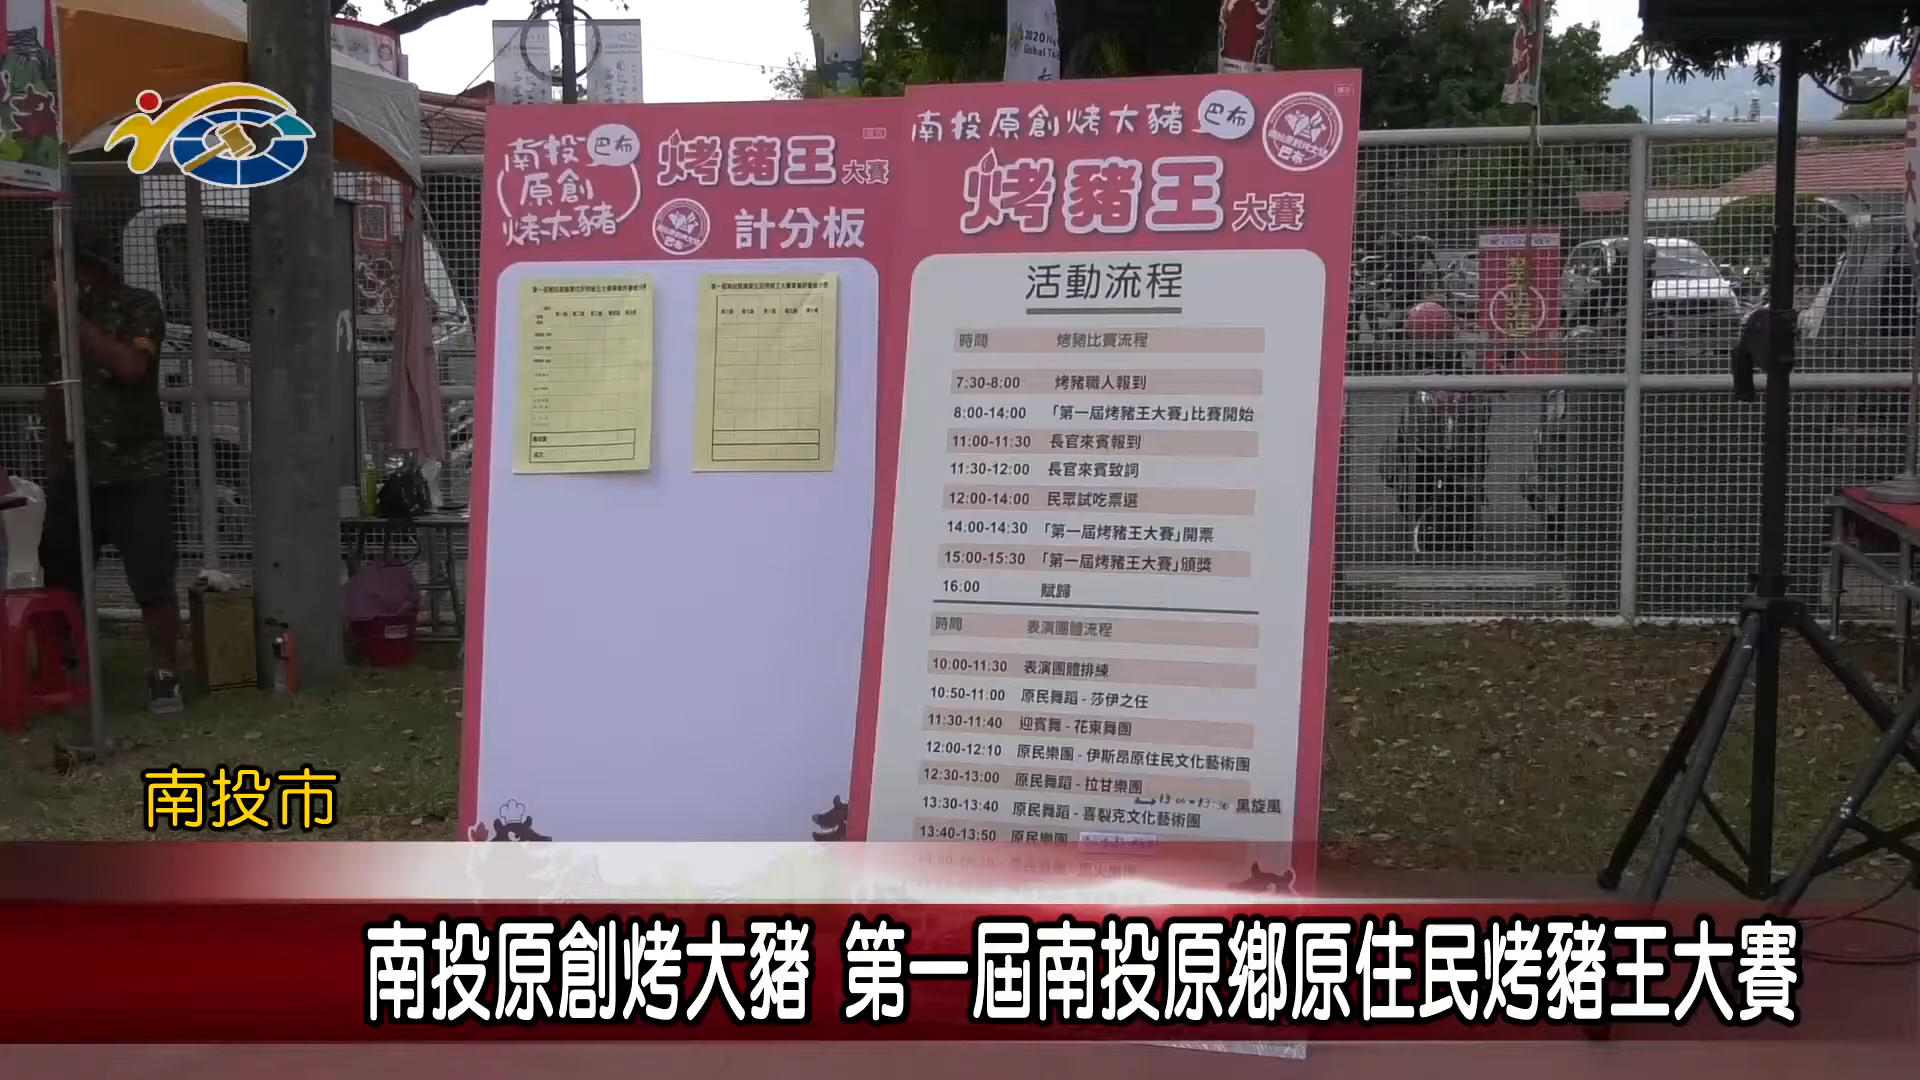 南投
巴布
原創
烤大豬
烤豬王大賽
計分板
南投原創烤大豬
巴布
烤豬王大賽
巴布
活動流程
時間 烤豬比賽流程
7:30-8:00 烤豬職人報到
8:00-14:00 「第一屆烤豬王大賽」比賽開始
11:00-11:30 長官來賓報到
11:30-12:00 長官來賓致詞
12:00-14:00 民眾試吃票選
14:00-14:30 「第一屆烤豬王大賽」開票
15:00-15:30 「第一屆烤豬王大賽」頒獎
16:00 賦歸
時間 表演團體流程
10:00-11:30 表演團體排練
10:50-11:00 原民舞蹈 - 莎伊之任
11:30-11:40 迎賓舞 - 花東舞團
12:00-12:10 原民樂團 - 伊斯昂原住民文化藝術團
12:30-13:00 原民舞蹈 - 拉甘樂團
13:00-13:30 黑旋風
13:30-13:40 原民舞蹈 - 喜裂克文化藝術團
13:40-13:50 原民樂團
南投市
南投原創烤大豬 第一屆南投原鄉原住民烤豬王大賽